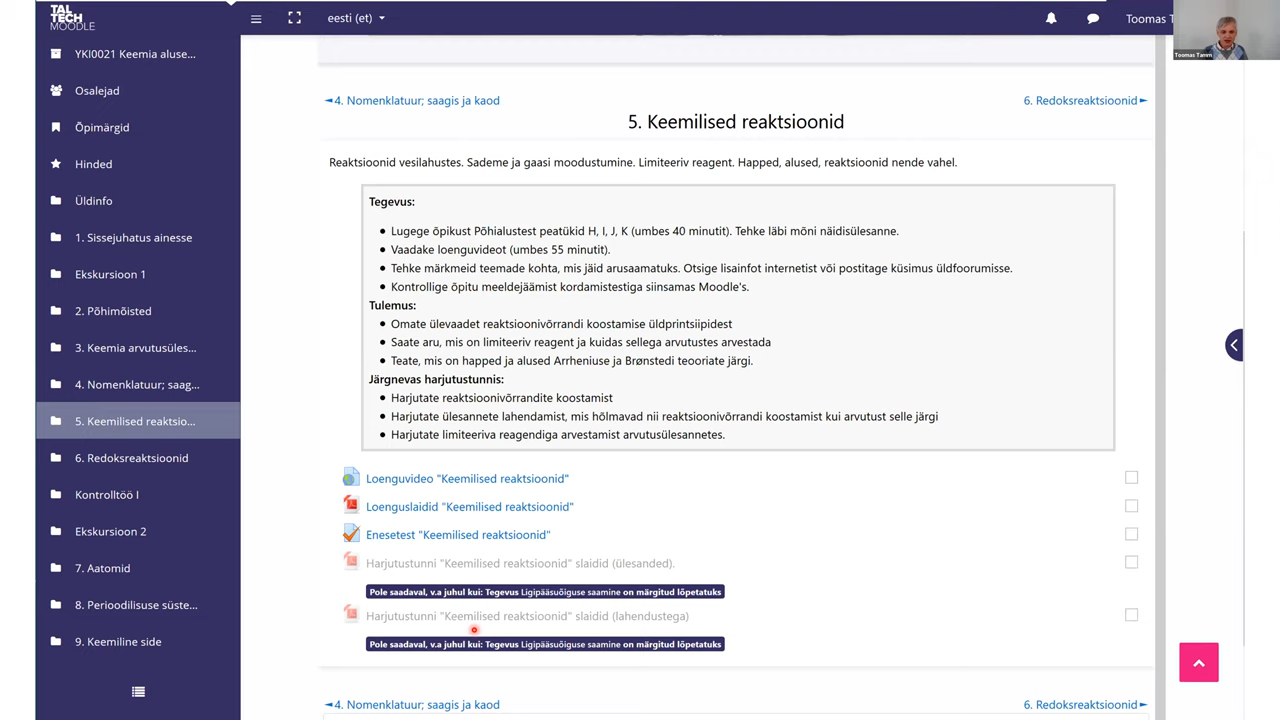 TAL
TECH
MOODLE
eesti (et)
Toomas T
Toomas Tamm
YKI0021 Keemia aluse...
Osalejad
Õpimärgid
Hinded
Üldinfo
1. Sissejuhatus ainesse
Ekskursioon 1
2. Põhimõisted
3. Keemia arvutusüles...
4. Nomenklatuur; saag...
5. Keemilised reaktsio...
6. Redoksreaktsioonid
Kontrolltöö I
Ekskursioon 2
7. Aatomid
8. Perioodilisuse süste...
9. Keemiline side
◄4. Nomenklatuur; saagis ja kaod
6. Redoksreaktsioonid►
5. Keemilised reaktsioonid
Reaktsioonid vesilahustes. Sademe ja gaasi moodustumine. Limiteeriv reagent. Happed, alused, reaktsioonid nende vahel.
Tegevus:
• Lugege õpikust Põhialustest peatükid H, I, J, K (umbes 40 minutit). Tehke läbi mõni näidisülesanne.
• Vaadake loenguvideot (umbes 55 minutit).
• Tehke märkmeid teemade kohta, mis jäid arusaamatuks. Otsige lisainfot internetist või postitage küsimus üldfoorumisse.
• Kontrollige õpitu meeldejäämist kordamistestiga siinsamas Moodle's.
Tulemus:
• Omate ülevaadet reaktsioonivõrrandi koostamise üldprintsiipidest
• Saate aru, mis on limiteeriv reagent ja kuidas sellega arvutustes arvestada
• Teate, mis on happed ja alused Arrheniuse ja Brønstedi teooriate järgi.
Järgnevas harjutustunnis:
• Harjutate reaktsioonivõrrandite koostamist
• Harjutate ülesannete lahendamist, mis hõlmavad nii reaktsioonivõrrandi koostamist kui arvutust selle järgi
• Harjutate limiteeriva reagendiga arvestamist arvutusülesannetes.
Loenguvideo "Keemilised reaktsioonid"
Loenguslaidid "Keemilised reaktsioonid"
Enesetest "Keemilised reaktsioonid"
Harjutustunni "Keemilised reaktsioonid" slaidid (ülesanded).
Pole saadaval, v.a juhul kui: Tegevus Ligipääsuõiguse saamine on märgitud lõpetatuks
Harjutustunni "Keemilised reaktsioonid" slaidid (lahendustega)
Pole saadaval, v.a juhul kui: Tegevus Ligipääsuõiguse saamine on märgitud lõpetatuks
◄4. Nomenklatuur; saagis ja kaod
6. Redoksreaktsioonid►